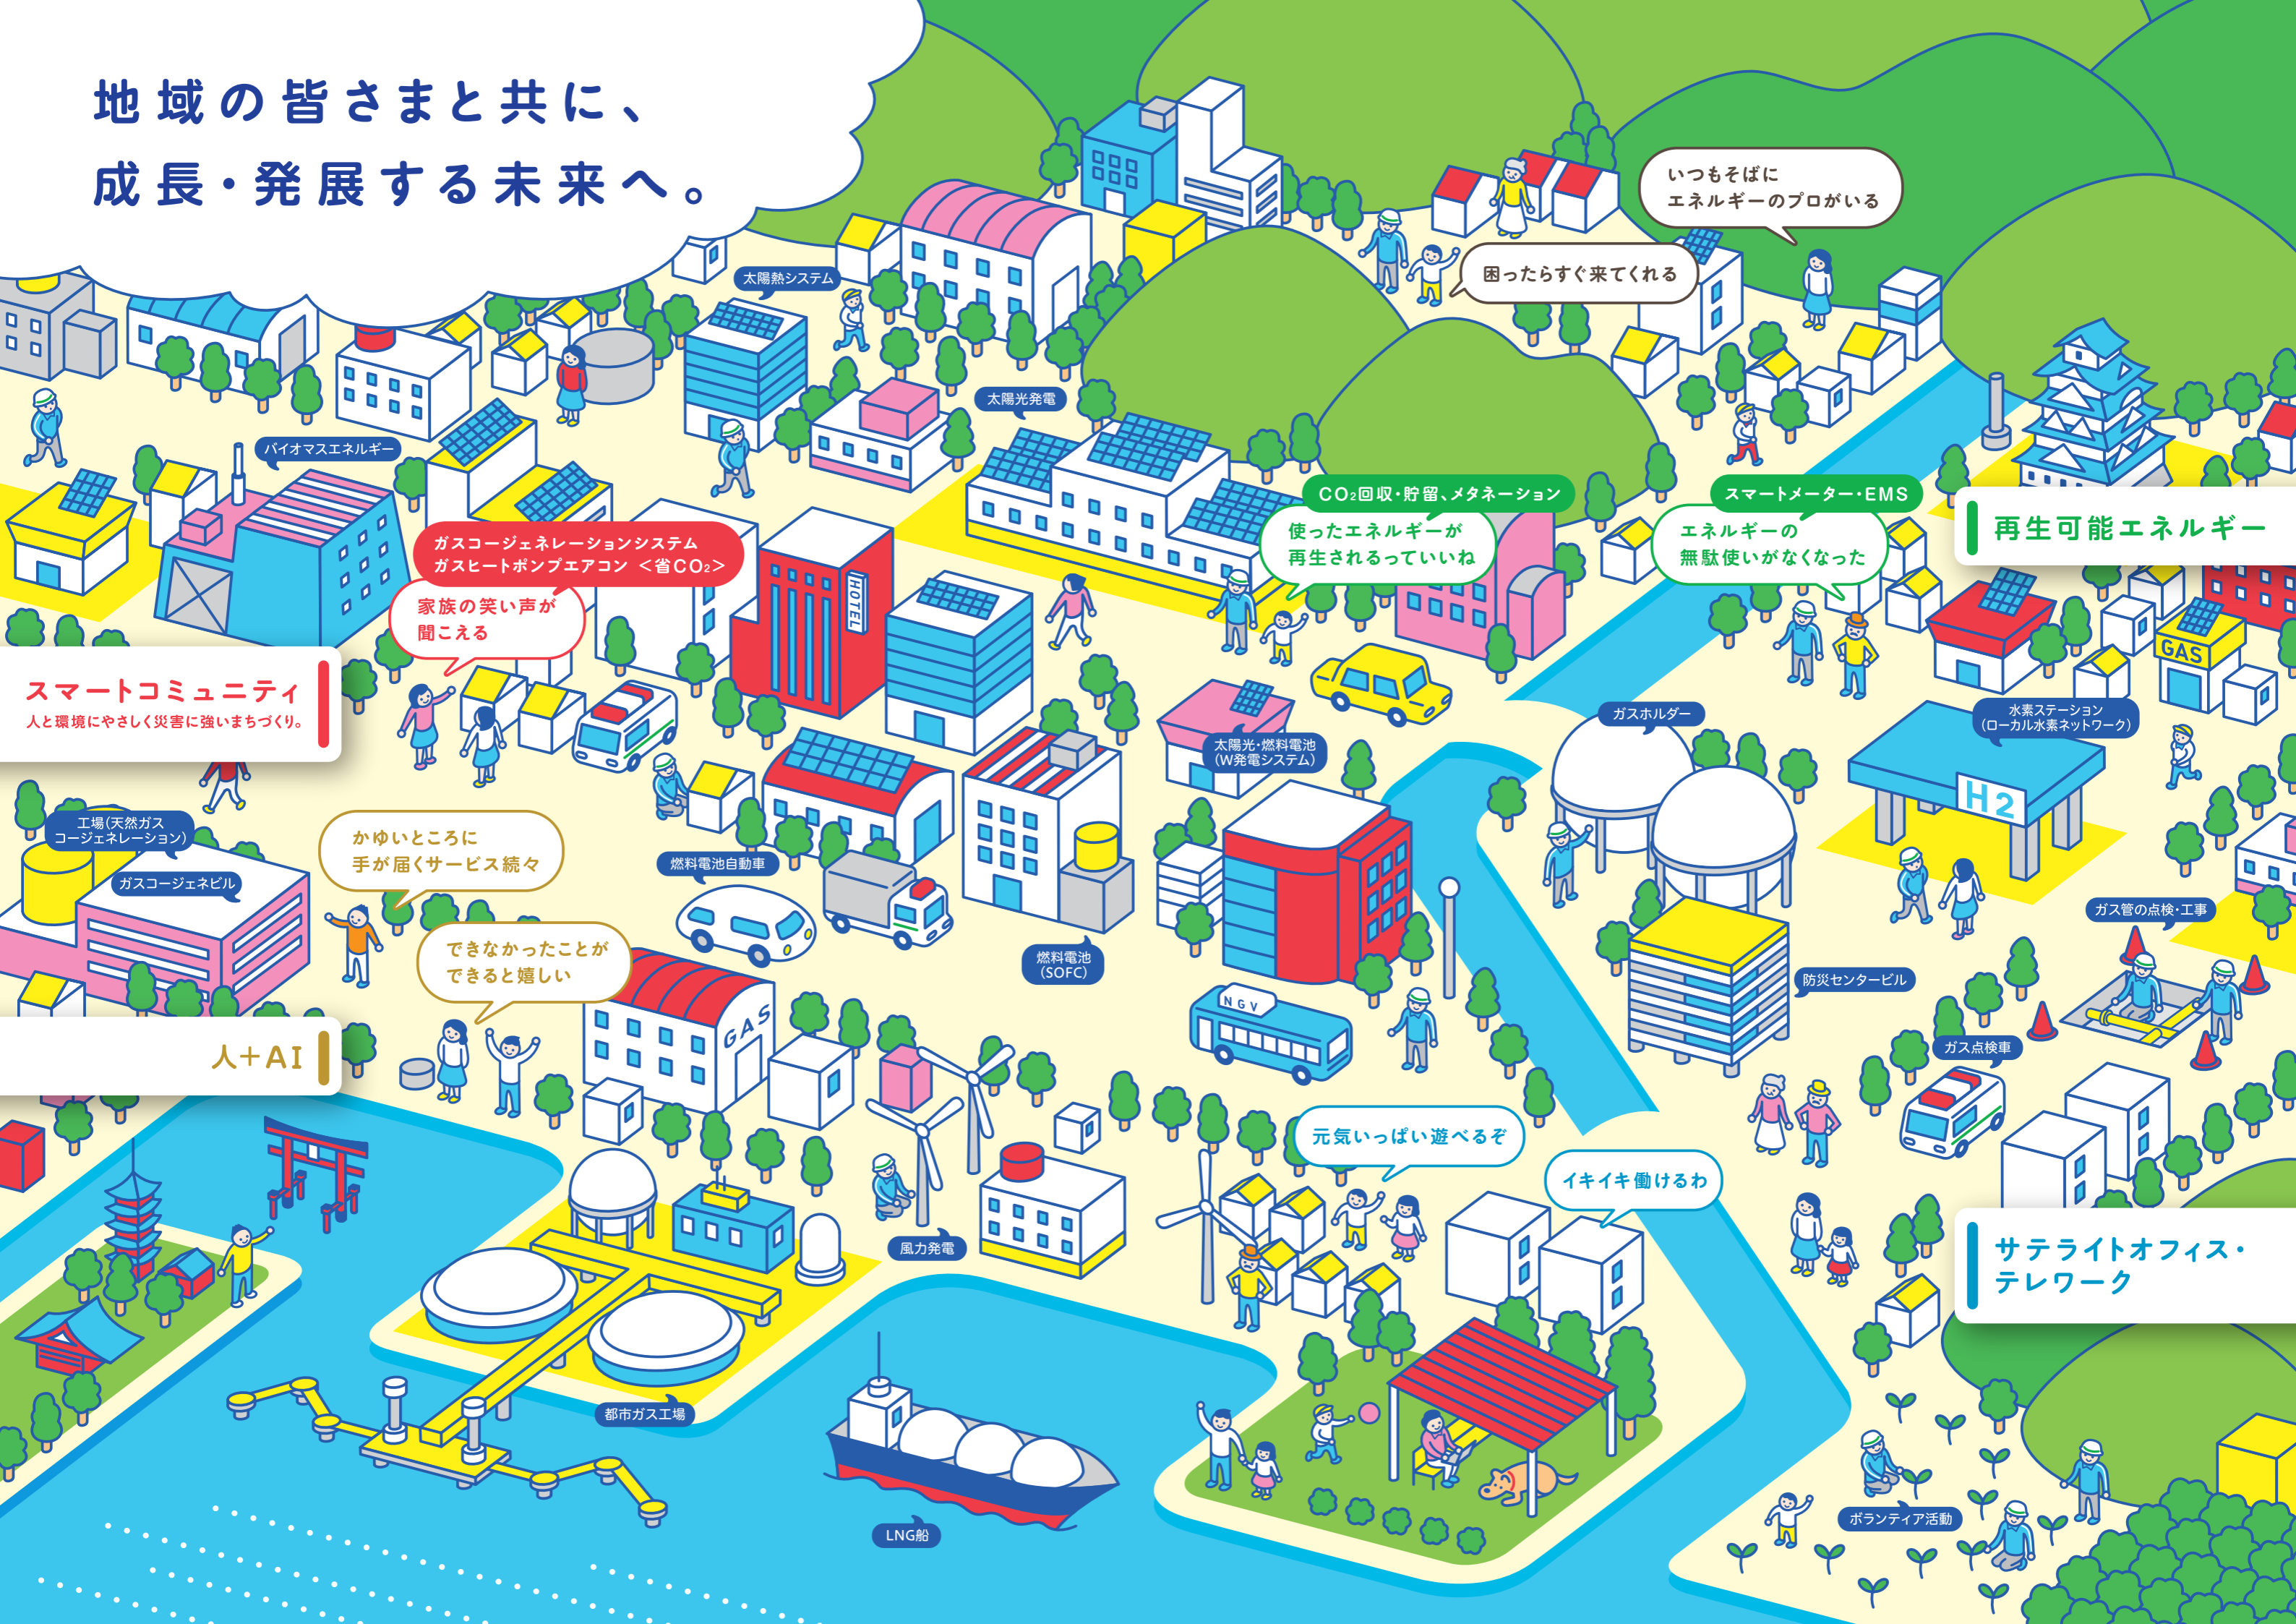 地域の皆さまと共に、
成長・発展する未来へ。
いつもそばに
エネルギーのプロがいる
困ったらすぐ来てくれる
太陽熱システム
太陽光発電
バイオマスエネルギー
CO₂回収・貯留、メタネーション
使ったエネルギーが
再生されるっていいね
スマートメーター・EMS
エネルギーの
無駄使いがなくなった
再生可能エネルギー
ガスコージェネレーションシステム
ガスヒートポンプエアコン <省CO₂>
家族の笑い声が
聞こえる
HOTEL
GAS
スマートコミュニティ
人と環境にやさしく災害に強いまちづくり。
ガスホルダー
水素ステーション
(ローカル水素ネットワーク)
H2
太陽光・燃料電池
(W発電システム)
工場(天然ガス
コージェネレーション)
ガスコージェネビル
かゆいところに
手が届くサービス続々
燃料電池自動車
できなかったことが
できると嬉しい
燃料電池
(SOFC)
ガス管の点検・工事
防災センタービル
NGV
GAS
ガス点検車
人+AI
元気いっぱい遊べるぞ
イキイキ働けるわ
風力発電
サテライトオフィス・
テレワーク
都市ガス工場
LNG船
ボランティア活動